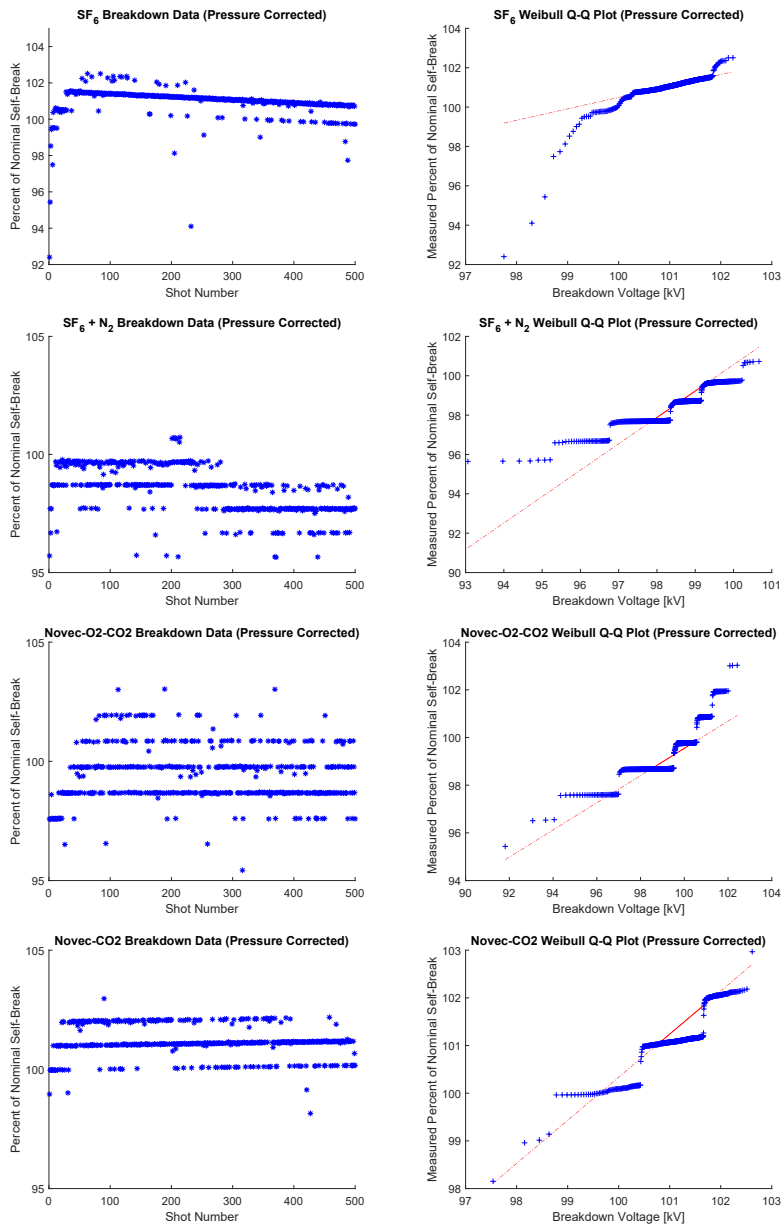 SF6 Breakdown Data (Pressure Corrected)
104
102
100
98
96
94
92
0 100 200 300 400 500
Percent of Nominal Self-Break
Shot Number
SF6 Weibull Q-Q Plot (Pressure Corrected)
104
102
100
98
96
94
92
97 98 99 100 101 102 103
Measured Percent of Nominal Self-Break
Breakdown Voltage [kV]
SF6 + N2 Breakdown Data (Pressure Corrected)
105
100
95
0 100 200 300 400 500
Percent of Nominal Self-Break
Shot Number
SF6 + N2 Weibull Q-Q Plot (Pressure Corrected)
102
100
98
96
94
92
90
93 94 95 96 97 98 99 100 101
Measured Percent of Nominal Self-Break
Breakdown Voltage [kV]
Novec-O2-CO2 Breakdown Data (Pressure Corrected)
105
100
95
0 100 200 300 400 500
Percent of Nominal Self-Break
Shot Number
Novec-O2-CO2 Weibull Q-Q Plot (Pressure Corrected)
104
102
100
98
96
94
90 92 94 96 98 100 102 104
Measured Percent of Nominal Self-Break
Breakdown Voltage [kV]
Novec-CO2 Breakdown Data (Pressure Corrected)
105
100
95
0 100 200 300 400 500
Percent of Nominal Self-Break
Shot Number
Novec-CO2 Weibull Q-Q Plot (Pressure Corrected)
103
102
101
100
99
98
97 98 99 100 101 102 103
Measured Percent of Nominal Self-Break
Breakdown Voltage [kV]